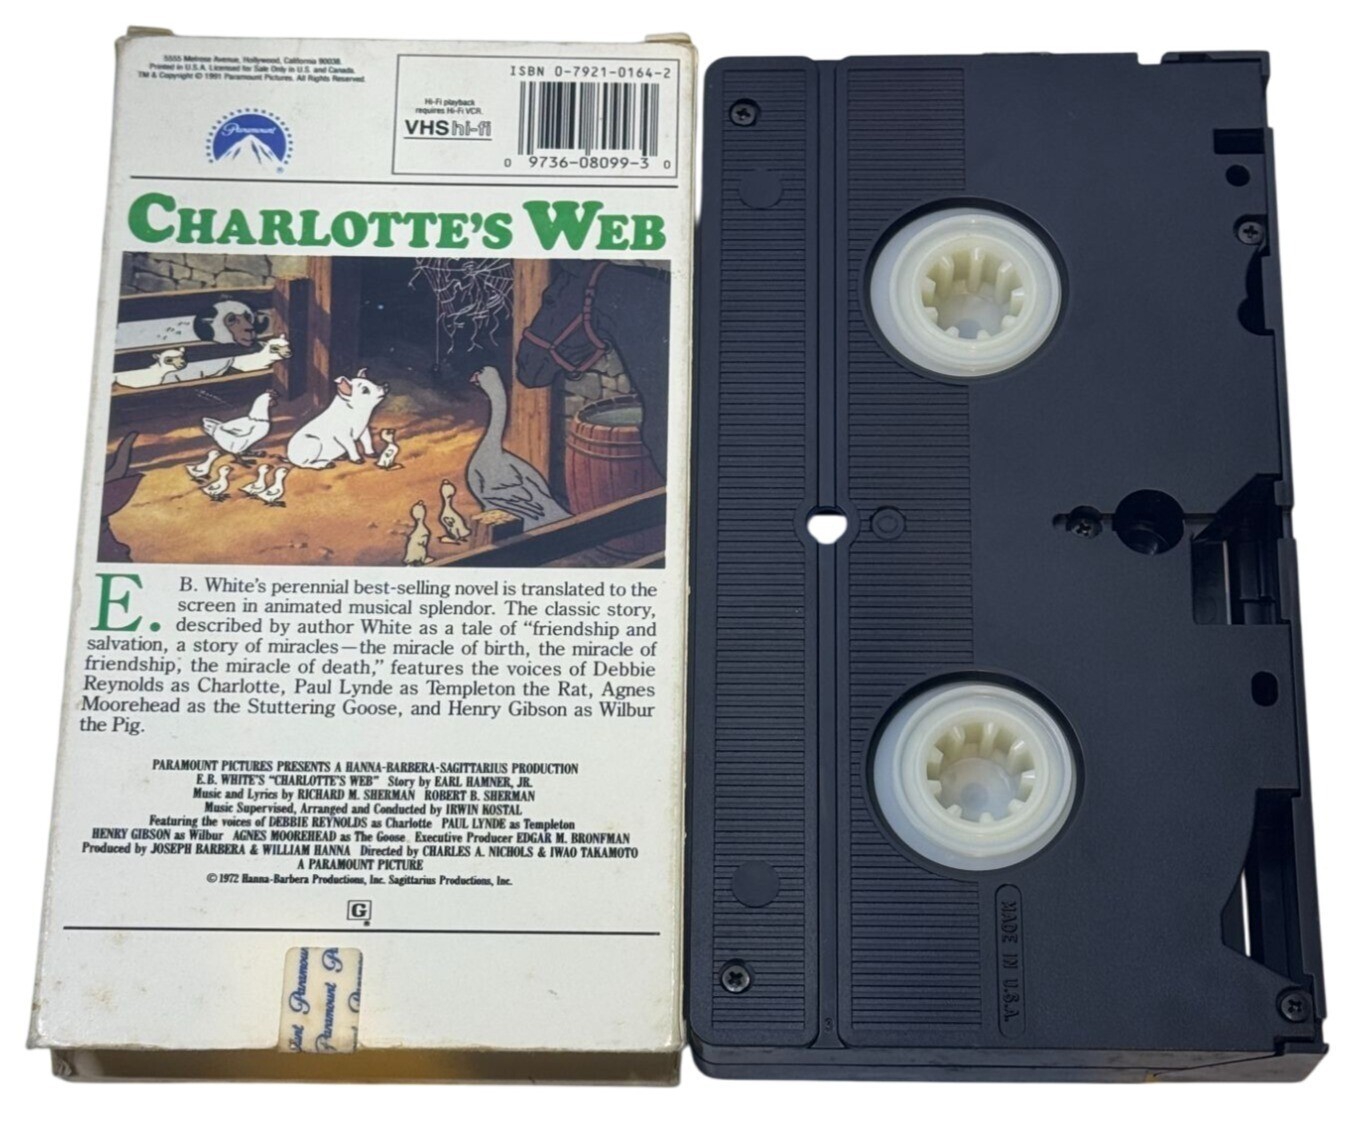 5555 Melrose Avenue, Hollywood, California 90038.
Printed in U.S.A. Licensed for Sale Only in U.S. and Canada.
TM & Copyright © 1991 Paramount Pictures. All Rights Reserved.
Paramount
®
Hi-Fi playback
requires Hi-Fi VCR.
VHS hi-fi
ISBN 0-7921-0164-2
0 9736-08099-3 0
CHARLOTTE'S WEB
E. B. White's perennial best-selling novel is translated to the
screen in animated musical splendor. The classic story,
described by author White as a tale of “friendship and
salvation, a story of miracles—the miracle of birth, the miracle of
friendship, the miracle of death,” features the voices of Debbie
Reynolds as Charlotte, Paul Lynde as Templeton the Rat, Agnes
Moorehead as the Stuttering Goose, and Henry Gibson as Wilbur
the Pig.
PARAMOUNT PICTURES PRESENTS A HANNA-BARBERA-SAGITTARIUS PRODUCTION
E.B. WHITE'S "CHARLOTTE'S WEB" Story by EARL HAMNER, JR.
Music and Lyrics by RICHARD M. SHERMAN ROBERT B. SHERMAN
Music Supervised, Arranged and Conducted by IRWIN KOSTAL
Featuring the voices of DEBBIE REYNOLDS as Charlotte PAUL LYNDE as Templeton
HENRY GIBSON as Wilbur AGNES MOOREHEAD as The Goose Executive Producer EDGAR M. BRONFMAN
Produced by JOSEPH BARBERA & WILLIAM HANNA Directed by CHARLES A. NICHOLS & IWAO TAKAMOTO
A PARAMOUNT PICTURE
© 1972 Hanna-Barbera Productions, Inc. Sagittarius Productions, Inc.
G
®
Paramount
Paramount
MADE IN U.S.A.
3